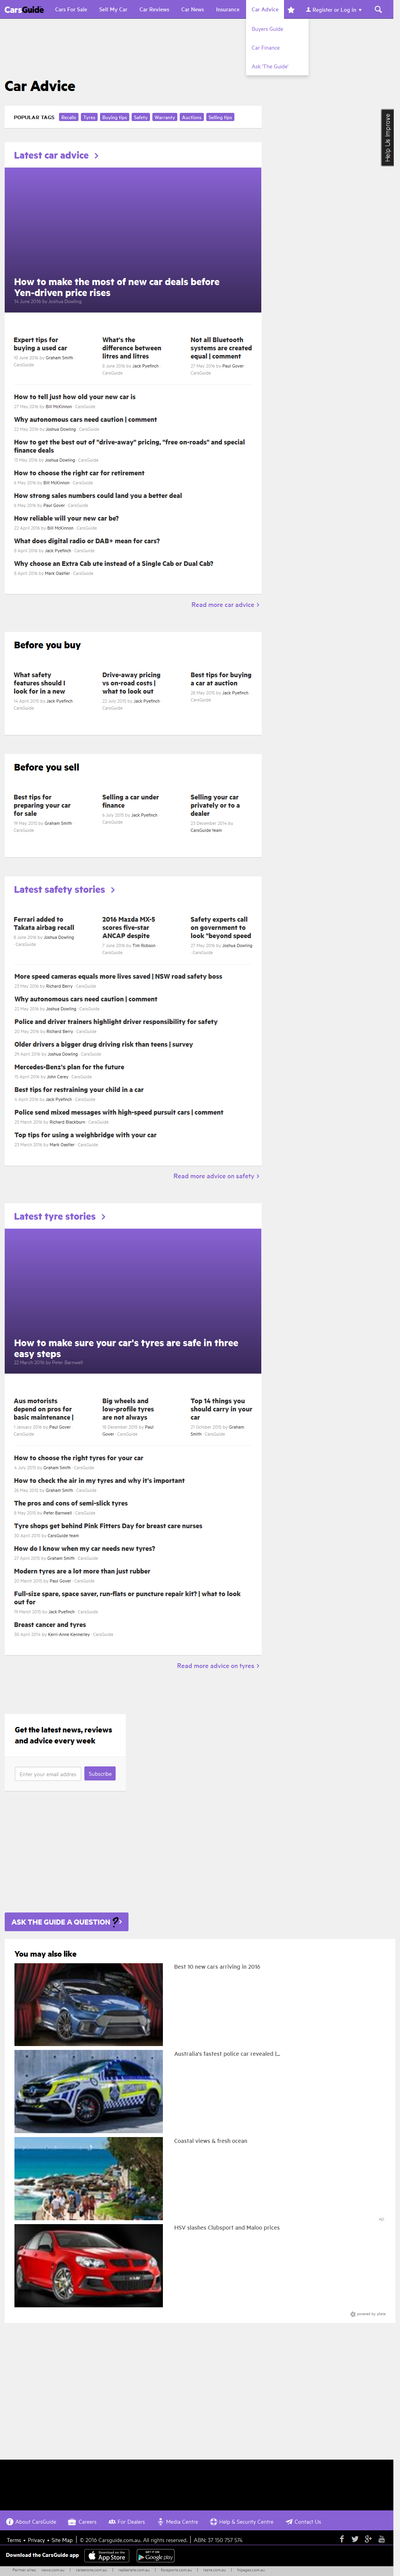 CarsGuide Cars For Sale Sell My Car Car Reviews Car News Insurance Car Advice Register or Log In
Buyers Guide
Car Finance
Ask 'The Guide'
Car Advice
Help Us Improve
POPULAR TAGS Recalls Tyres Buying tips Safety Warranty Auctions Selling tips
Latest car advice
How to make the most of new car deals before
Yen-driven price rises
14 June 2016 by Joshua Dowling
Expert tips for
buying a used car
10 June 2016 by Graham Smith
CarsGuide
What's the
difference between
litres and litres
8 June 2016 by Jack Pyefinch
CarsGuide
Not all Bluetooth
systems are created
equal | comment
27 May 2016 by Paul Gover
CarsGuide
How to tell just how old your new car is
27 May 2016 by Bill McKinnon · CarsGuide
Why autonomous cars need caution | comment
22 May 2016 by Joshua Dowling · CarsGuide
How to get the best out of "drive-away" pricing, "free on-roads" and special
finance deals
13 May 2016 by Joshua Dowling · CarsGuide
How to choose the right car for retirement
6 May 2016 by Bill McKinnon · CarsGuide
How strong sales numbers could land you a better deal
6 May 2016 by Paul Gover · CarsGuide
How reliable will your new car be?
22 April 2016 by Bill McKinnon · CarsGuide
What does digital radio or DAB+ mean for cars?
8 April 2016 by Jack Pyefinch · CarsGuide
Why choose an Extra Cab ute instead of a Single Cab or Dual Cab?
6 April 2016 by Mark Oastler · CarsGuide
Read more car advice
Before you buy
What safety
features should I
look for in a new
14 April 2015 by Jack Pyefinch
CarsGuide
Drive-away pricing
vs on-road costs |
what to look out
22 July 2015 by Jack Pyefinch
CarsGuide
Best tips for buying
a car at auction
28 May 2015 by Jack Pyefinch
CarsGuide
Before you sell
Best tips for
preparing your car
for sale
19 May 2015 by Graham Smith
CarsGuide
Selling a car under
finance
6 July 2015 by Jack Pyefinch
CarsGuide
Selling your car
privately or to a
dealer
23 December 2014 by
CarsGuide team
Latest safety stories
Ferrari added to
Takata airbag recall
8 June 2016 by Joshua Dowling
· CarsGuide
2016 Mazda MX-5
scores five-star
ANCAP despite
7 June 2016 by Tim Robson
CarsGuide
Safety experts call
on government to
look "beyond speed
27 May 2016 by Joshua Dowling
· CarsGuide
More speed cameras equals more lives saved | NSW road safety boss
23 May 2016 by Richard Berry · CarsGuide
Why autonomous cars need caution | comment
22 May 2016 by Joshua Dowling · CarsGuide
Police and driver trainers highlight driver responsibility for safety
20 May 2016 by Richard Berry · CarsGuide
Older drivers a bigger drug driving risk than teens | survey
29 April 2016 by Joshua Dowling · CarsGuide
Mercedes-Benz's plan for the future
15 April 2016 by John Carey · CarsGuide
Best tips for restraining your child in a car
4 April 2016 by Jack Pyefinch · CarsGuide
Police send mixed messages with high-speed pursuit cars | comment
25 March 2016 by Richard Blackburn · CarsGuide
Top tips for using a weighbridge with your car
23 March 2016 by Mark Oastler · CarsGuide
Read more advice on safety
Latest tyre stories
How to make sure your car's tyres are safe in three
easy steps
22 March 2016 by Peter Barnwell
Aus motorists
depend on pros for
basic maintenance |
1 January 2016 by Paul Gover ·
CarsGuide
Big wheels and
low-profile tyres
are not always
18 December 2015 by Paul
Gover · CarsGuide
Top 14 things you
should carry in your
car
21 October 2015 by Graham
Smith · CarsGuide
How to choose the right tyres for your car
4 July 2015 by Graham Smith · CarsGuide
How to check the air in my tyres and why it's important
26 May 2015 by Graham Smith · CarsGuide
The pros and cons of semi-slick tyres
8 May 2015 by Peter Barnwell · CarsGuide
Tyre shops get behind Pink Fitters Day for breast care nurses
30 April 2015 by CarsGuide team
How do I know when my car needs new tyres?
27 April 2015 by Graham Smith · CarsGuide
Modern tyres are a lot more than just rubber
20 March 2015 by Paul Gover · CarsGuide
Full-size spare, space saver, run-flats or puncture repair kit? | what to look
out for
19 March 2015 by Jack Pyefinch · CarsGuide
Breast cancer and tyres
30 April 2014 by Kerri-Anne Kennerley · CarsGuide
Read more advice on tyres
Get the latest news, reviews
and advice every week
Enter your email addres Subscribe
ASK THE GUIDE A QUESTION ?
You may also like
Best 10 new cars arriving in 2016
Australia's fastest police car revealed |...
Coastal views & fresh ocean
Ad
HSV slashes Clubsport and Maloo prices
powered by plista
About CarsGuide Careers For Dealers Media Centre Help & Security Centre Contact Us
Terms • Privacy • Site Map | © 2016 Carsguide.com.au. All rights reserved. | ABN: 37 150 757 574
Download the CarsGuide app Download on the App Store GET IT ON Google play